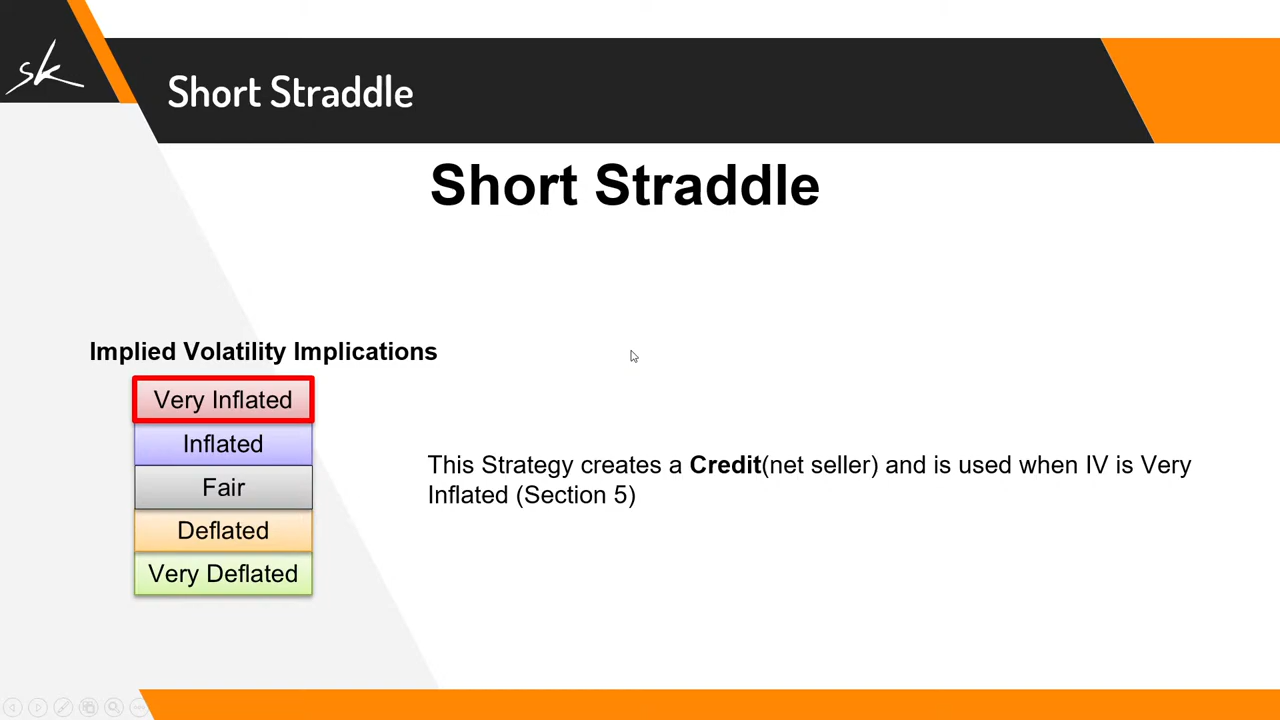 sk
Short Straddle
Short Straddle
Implied Volatility Implications
Very Inflated
Inflated
Fair
Deflated
Very Deflated
This Strategy creates a Credit(net seller) and is used when IV is Very
Inflated (Section 5)